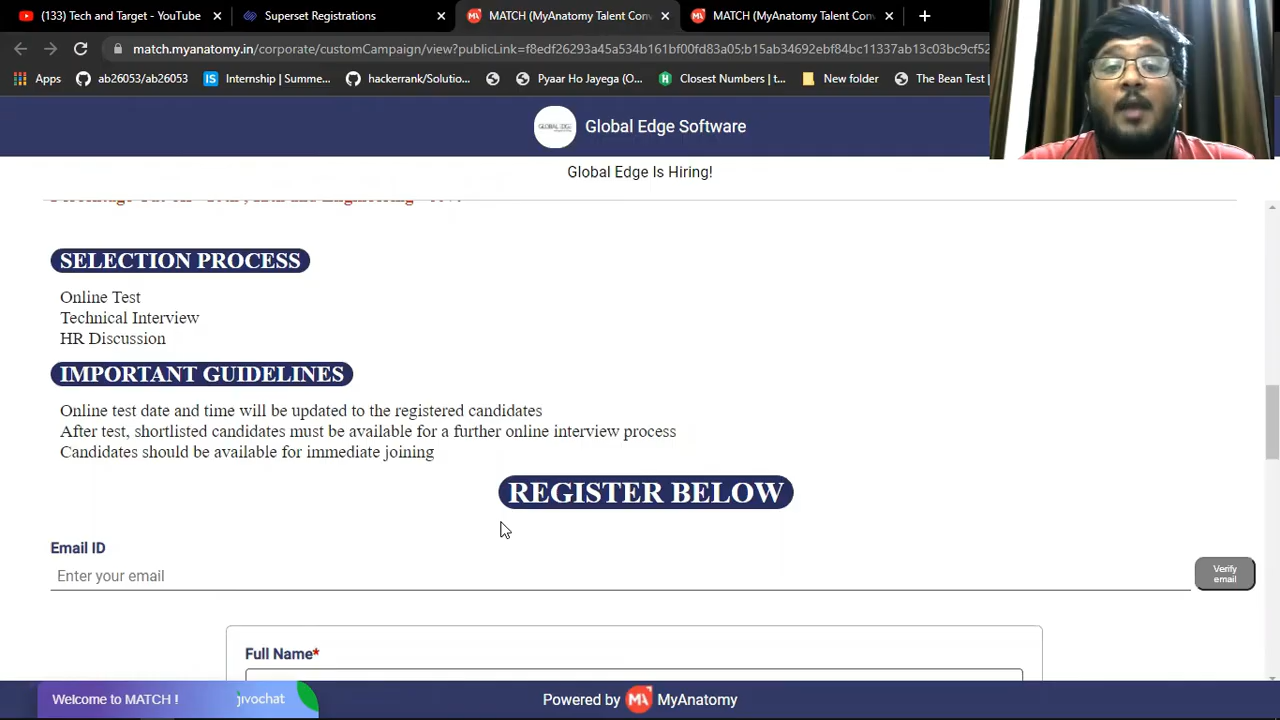 (133) Tech and Target - YouTube
Superset Registrations
MATCH (MyAnatomy Talent Con
MATCH (MyAnatomy Talent Con
match.myanatomy.in/corporate/customCampaign/view?publicLink=f8edf26293a45a534b161bf00fd83a05;b15ab34692ebf84bc11337ab13c03bc9cf52
Apps
ab26053/ab26053
IS
Internship | Summe...
hackerrank/Solutio...
Pyaar Ho Jayega (O...
H
Closest Numbers | t...
New folder
The Bean Test |
GLOBAL EDGE
Global Edge Software
Global Edge Is Hiring!
SELECTION PROCESS
Online Test
Technical Interview
HR Discussion
IMPORTANT GUIDELINES
Online test date and time will be updated to the registered candidates
After test, shortlisted candidates must be available for a further online interview process
Candidates should be available for immediate joining
REGISTER BELOW
Email ID
Enter your email
Verify
email
Full Name*
Welcome to MATCH !
jivochat
Powered by MA MyAnatomy